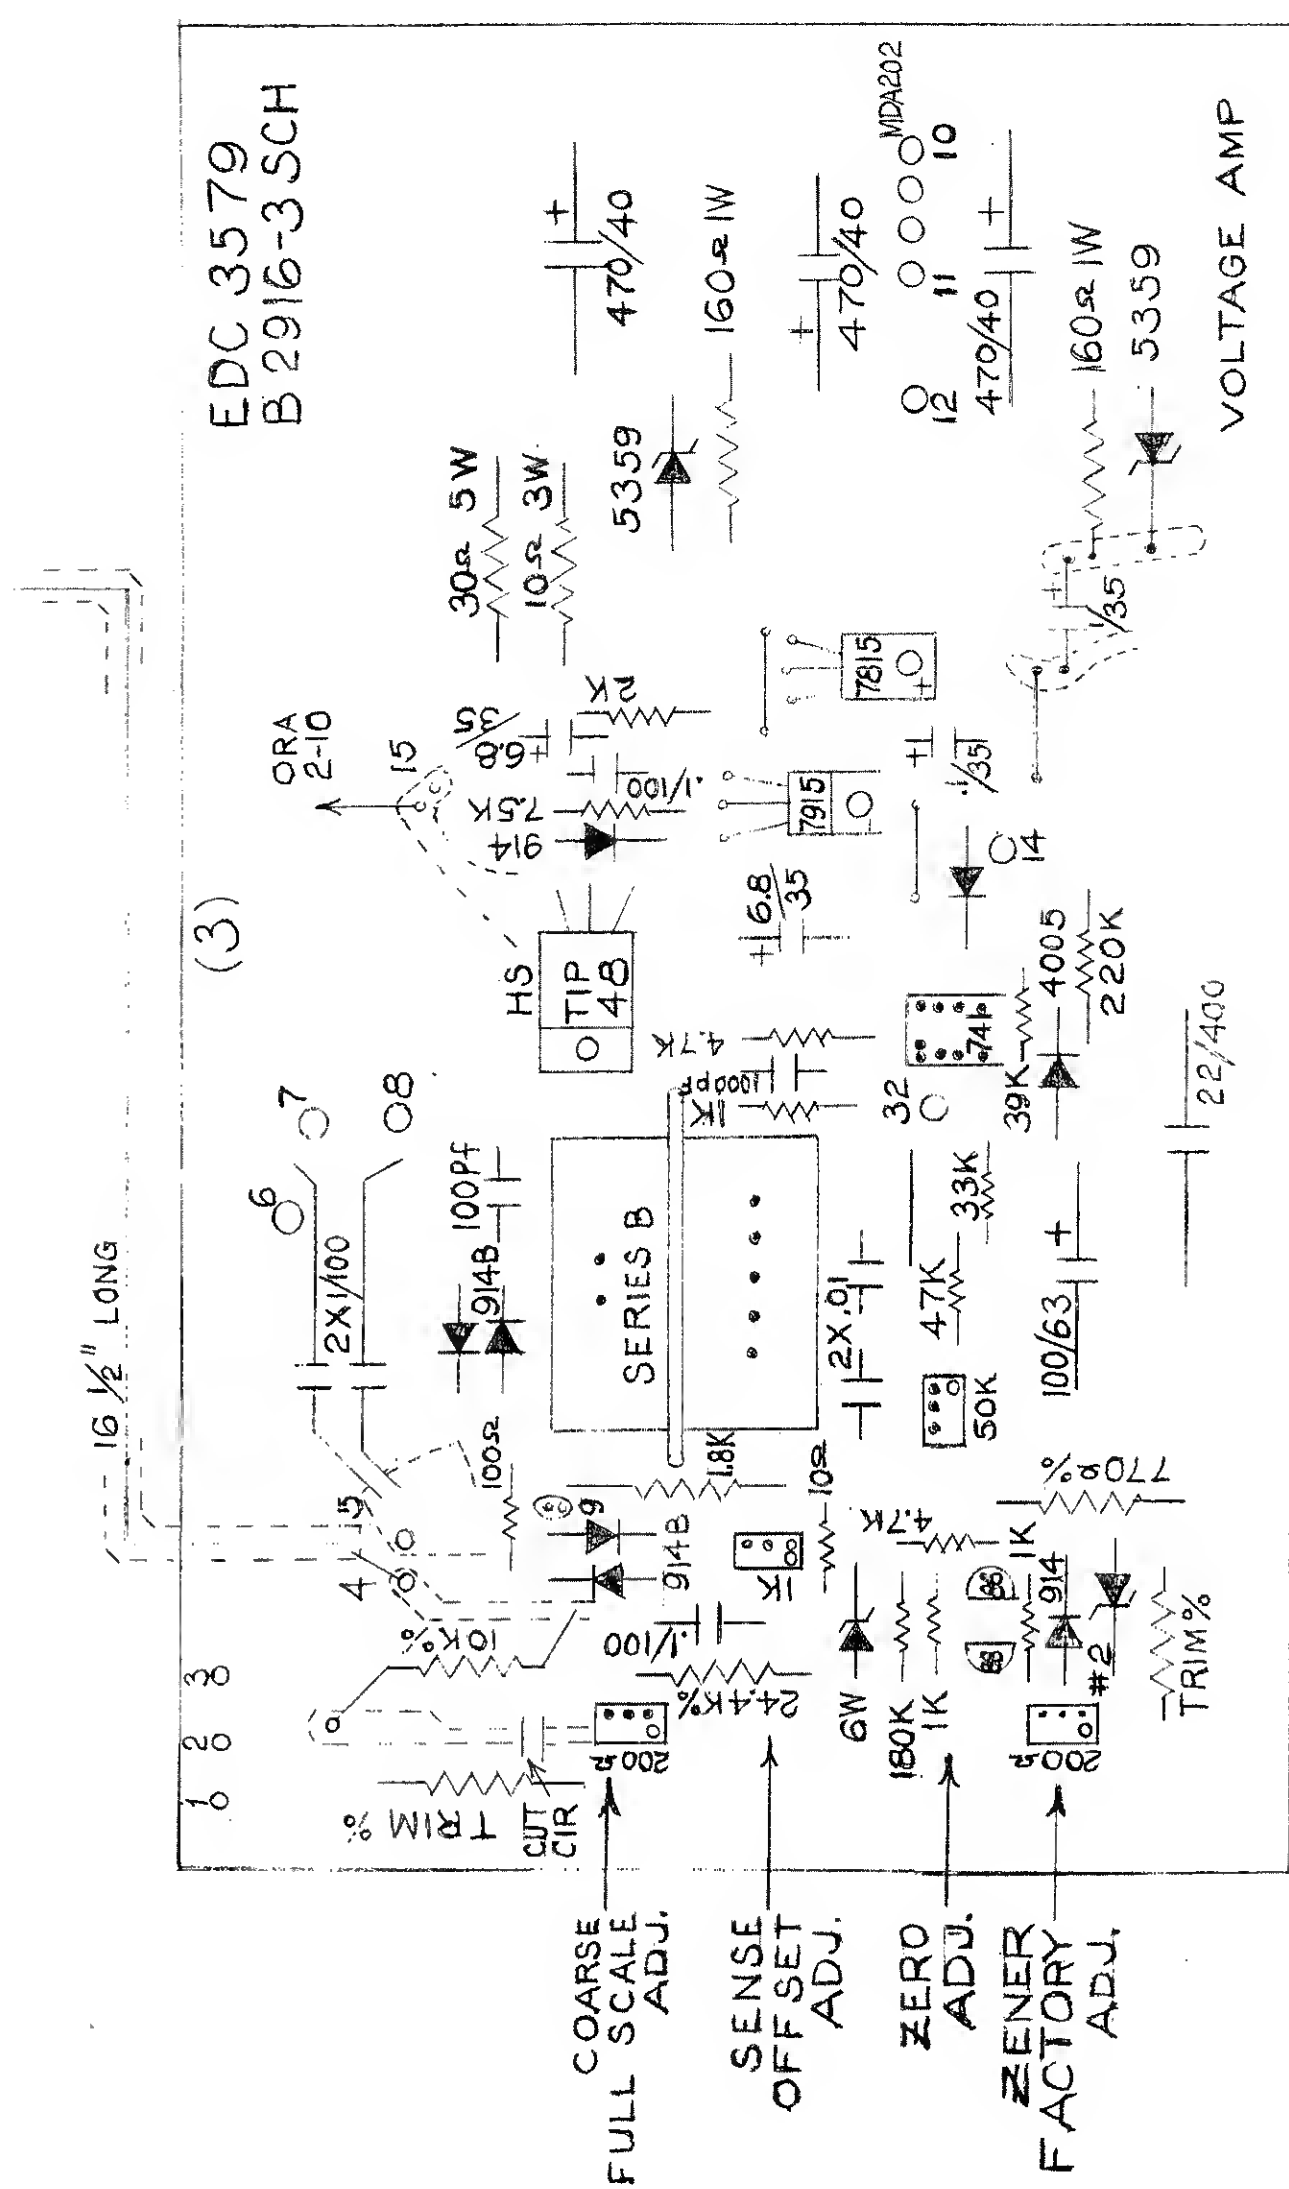 EDC 3579
B 2916-3 SCH
(3)
16 ½" LONG
ORA
2-10
15
7
6
8
2X1/100
5
4
3
2
1
10K%
TRIM %
CUT
CIR
100Ω
914B
100Pf
HS
TIP
48
914
7.5K
6.8/35
+
.1/100
2K
30Ω 5W
10Ω 3W
+
470/40
5359
160Ω 1W
+
470/40
MDA202
10
11
12
+
470/40
160Ω 1W
5359
VOLTAGE AMP
+
.1/35
7815
+
7915
+
.1/35
14
+
6.8/35
4.7K
1000pf
1K
SERIES B
32
741
39K
4005
220K
22/400
33K
47K
2X.01
50K
100/63
+
1.8K
9
914B
.1/100
24.4K%
200Ω
1K
10Ω
6W
180K
1K
4.7K
1K
914
#2
770Ω%
TRIM%
200Ω
COARSE
FULL SCALE
ADJ.
SENSE
OFFSET
ADJ.
ZERO
ADJ.
ZENER
FACTORY
ADJ.